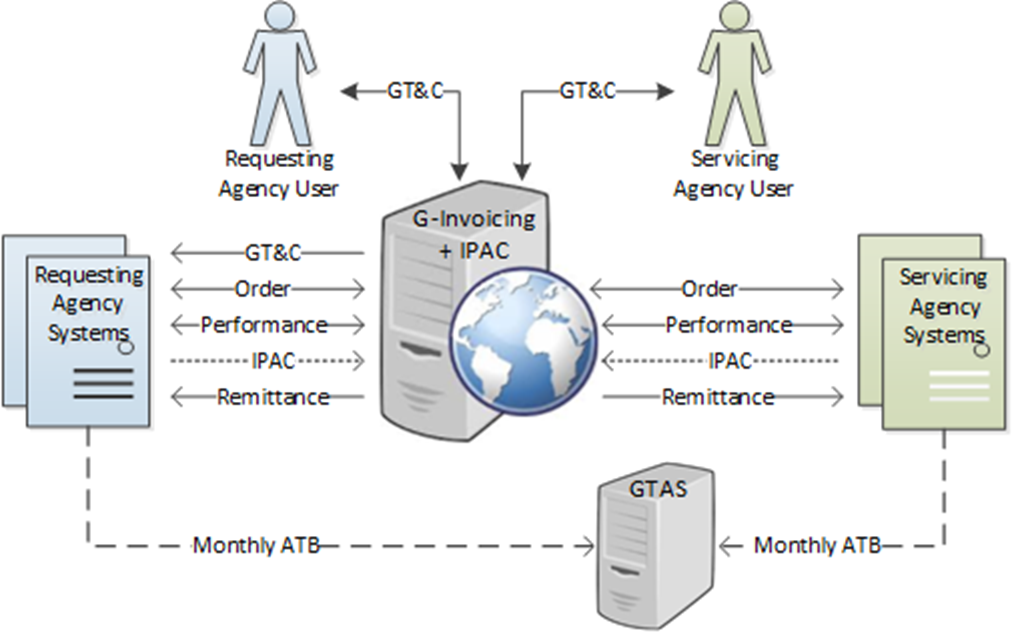 GT&C
GT&C
Requesting
Agency User
Servicing
Agency User
G-Invoicing
+ IPAC
Requesting
Agency
Systems
GT&C
Order
Performance
IPAC
Remittance
Order
Performance
IPAC
Remittance
Servicing
Agency
Systems
GTAS
Monthly ATB
Monthly ATB